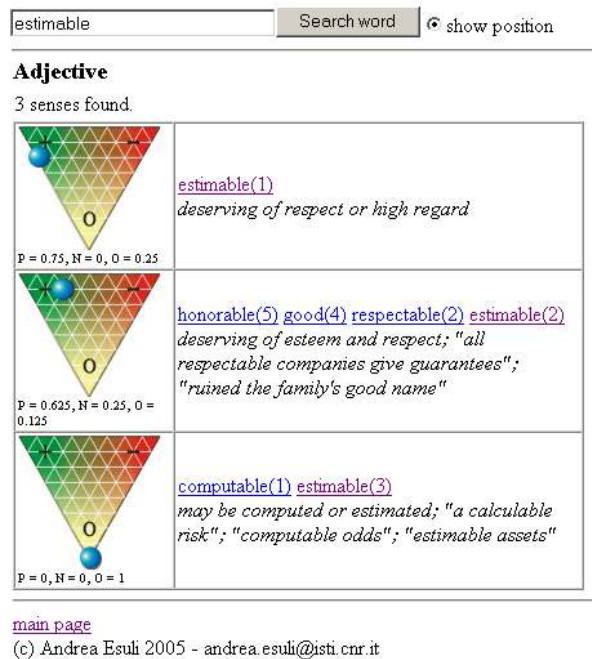 estimable Search word show position
Adjective
3 senses found.
+ −
O
P = 0.75, N = 0, O = 0.25
estimable(1)
deserving of respect or high regard
+ −
O
P = 0.625, N = 0.25, O =
0.125
honorable(5) good(4) respectable(2) estimable(2)
deserving of esteem and respect; "all
respectable companies give guarantees";
"ruined the family's good name"
+ −
O
P = 0, N = 0, O = 1
computable(1) estimable(3)
may be computed or estimated; "a calculable
risk"; "computable odds"; "estimable assets"
main page
(c) Andrea Esuli 2005 - andrea.esuli@isti.cnr.it